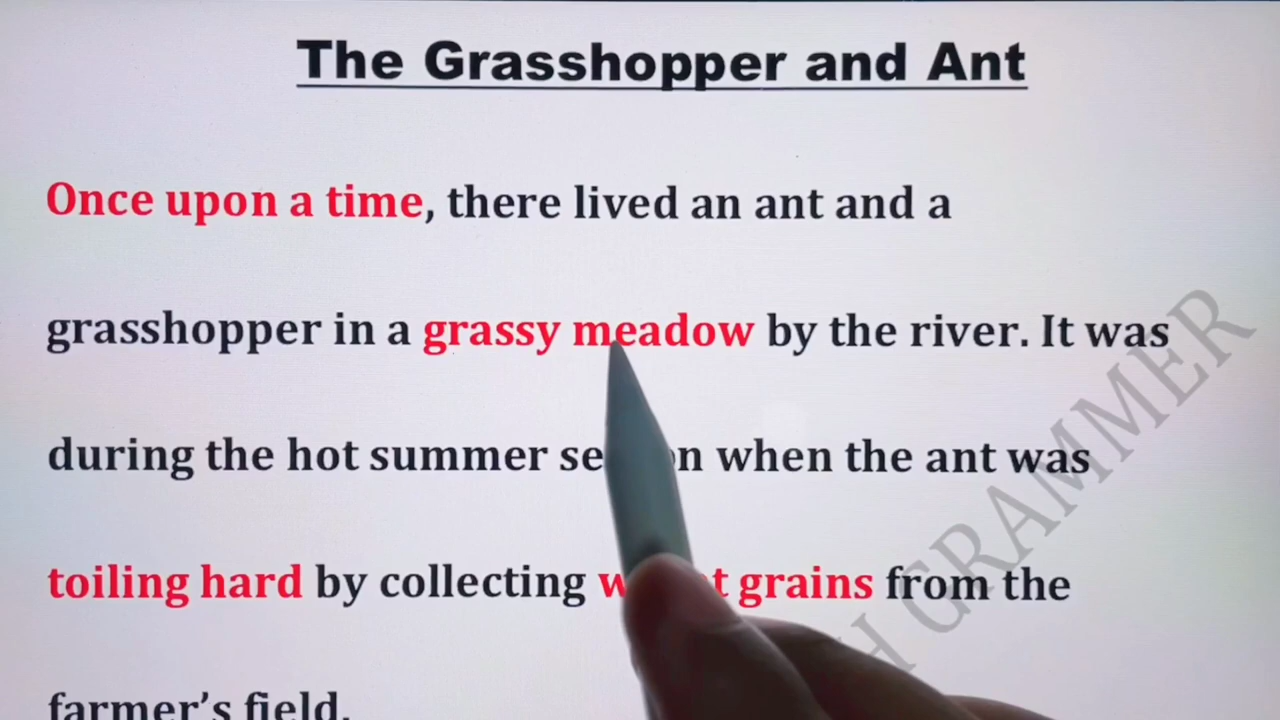 The Grasshopper and Ant
Once upon a time, there lived an ant and a
grasshopper in a grassy meadow by the river. It was
during the hot summer when the ant was
toiling hard by collecting grains from the
farmer's field.
GRAMMER